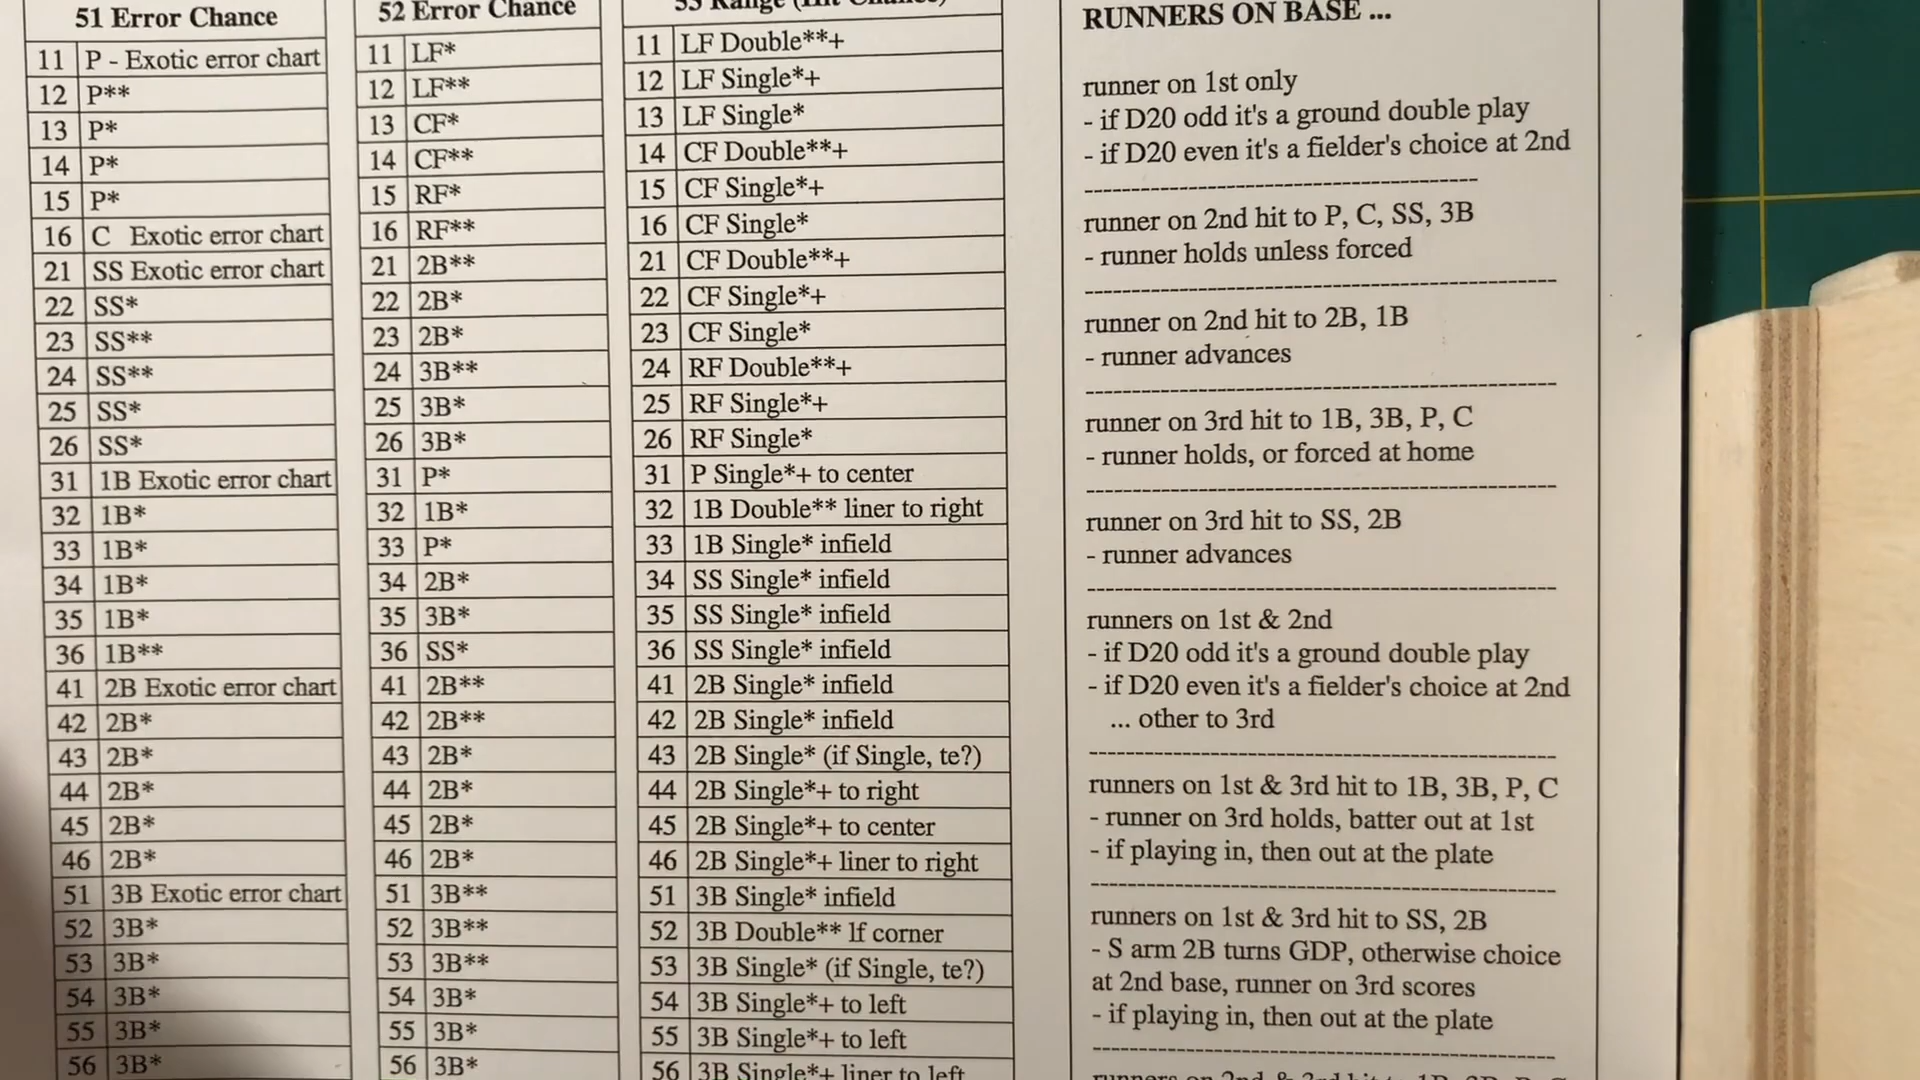 51 Error Chance
11 P - Exotic error chart
12 P**
13 P*
14 P*
15 P*
16 C Exotic error chart
21 SS Exotic error chart
22 SS*
23 SS**
24 SS**
25 SS*
26 SS*
31 1B Exotic error chart
32 1B*
33 1B*
34 1B*
35 1B*
36 1B**
41 2B Exotic error chart
42 2B*
43 2B*
44 2B*
45 2B*
46 2B*
51 3B Exotic error chart
52 3B*
53 3B*
54 3B*
55 3B*
56 3B*
52 Error Chance
11 LF*
12 LF**
13 CF*
14 CF**
15 RF*
16 RF**
21 2B**
22 2B*
23 2B*
24 3B**
25 3B*
26 3B*
31 P*
32 1B*
33 P*
34 2B*
35 3B*
36 SS*
41 2B**
42 2B**
43 2B*
44 2B*
45 2B*
46 2B*
51 3B**
52 3B**
53 3B**
54 3B*
55 3B*
56 3B*
53 Range (Hit Chance)
11 LF Double**+
12 LF Single*+
13 LF Single*
14 CF Double**+
15 CF Single*+
16 CF Single*
21 CF Double**+
22 CF Single*+
23 CF Single*
24 RF Double**+
25 RF Single*+
26 RF Single*
31 P Single*+ to center
32 1B Double** liner to right
33 1B Single* infield
34 SS Single* infield
35 SS Single* infield
36 SS Single* infield
41 2B Single* infield
42 2B Single* infield
43 2B Single* (if Single, te?)
44 2B Single*+ to right
45 2B Single*+ to center
46 2B Single*+ liner to right
51 3B Single* infield
52 3B Double** lf corner
53 3B Single* (if Single, te?)
54 3B Single*+ to left
55 3B Single*+ to left
56 3B Single*+ liner to left
RUNNERS ON BASE ...
runner on 1st only
- if D20 odd it's a ground double play
- if D20 even it's a fielder's choice at 2nd
runner on 2nd hit to P, C, SS, 3B
- runner holds unless forced
runner on 2nd hit to 2B, 1B
- runner advances
runner on 3rd hit to 1B, 3B, P, C
- runner holds, or forced at home
runner on 3rd hit to SS, 2B
- runner advances
runners on 1st & 2nd
- if D20 odd it's a ground double play
- if D20 even it's a fielder's choice at 2nd
... other to 3rd
runners on 1st & 3rd hit to 1B, 3B, P, C
- runner on 3rd holds, batter out at 1st
- if playing in, then out at the plate
runners on 1st & 3rd hit to SS, 2B
- S arm 2B turns GDP, otherwise choice
at 2nd base, runner on 3rd scores
- if playing in, then out at the plate